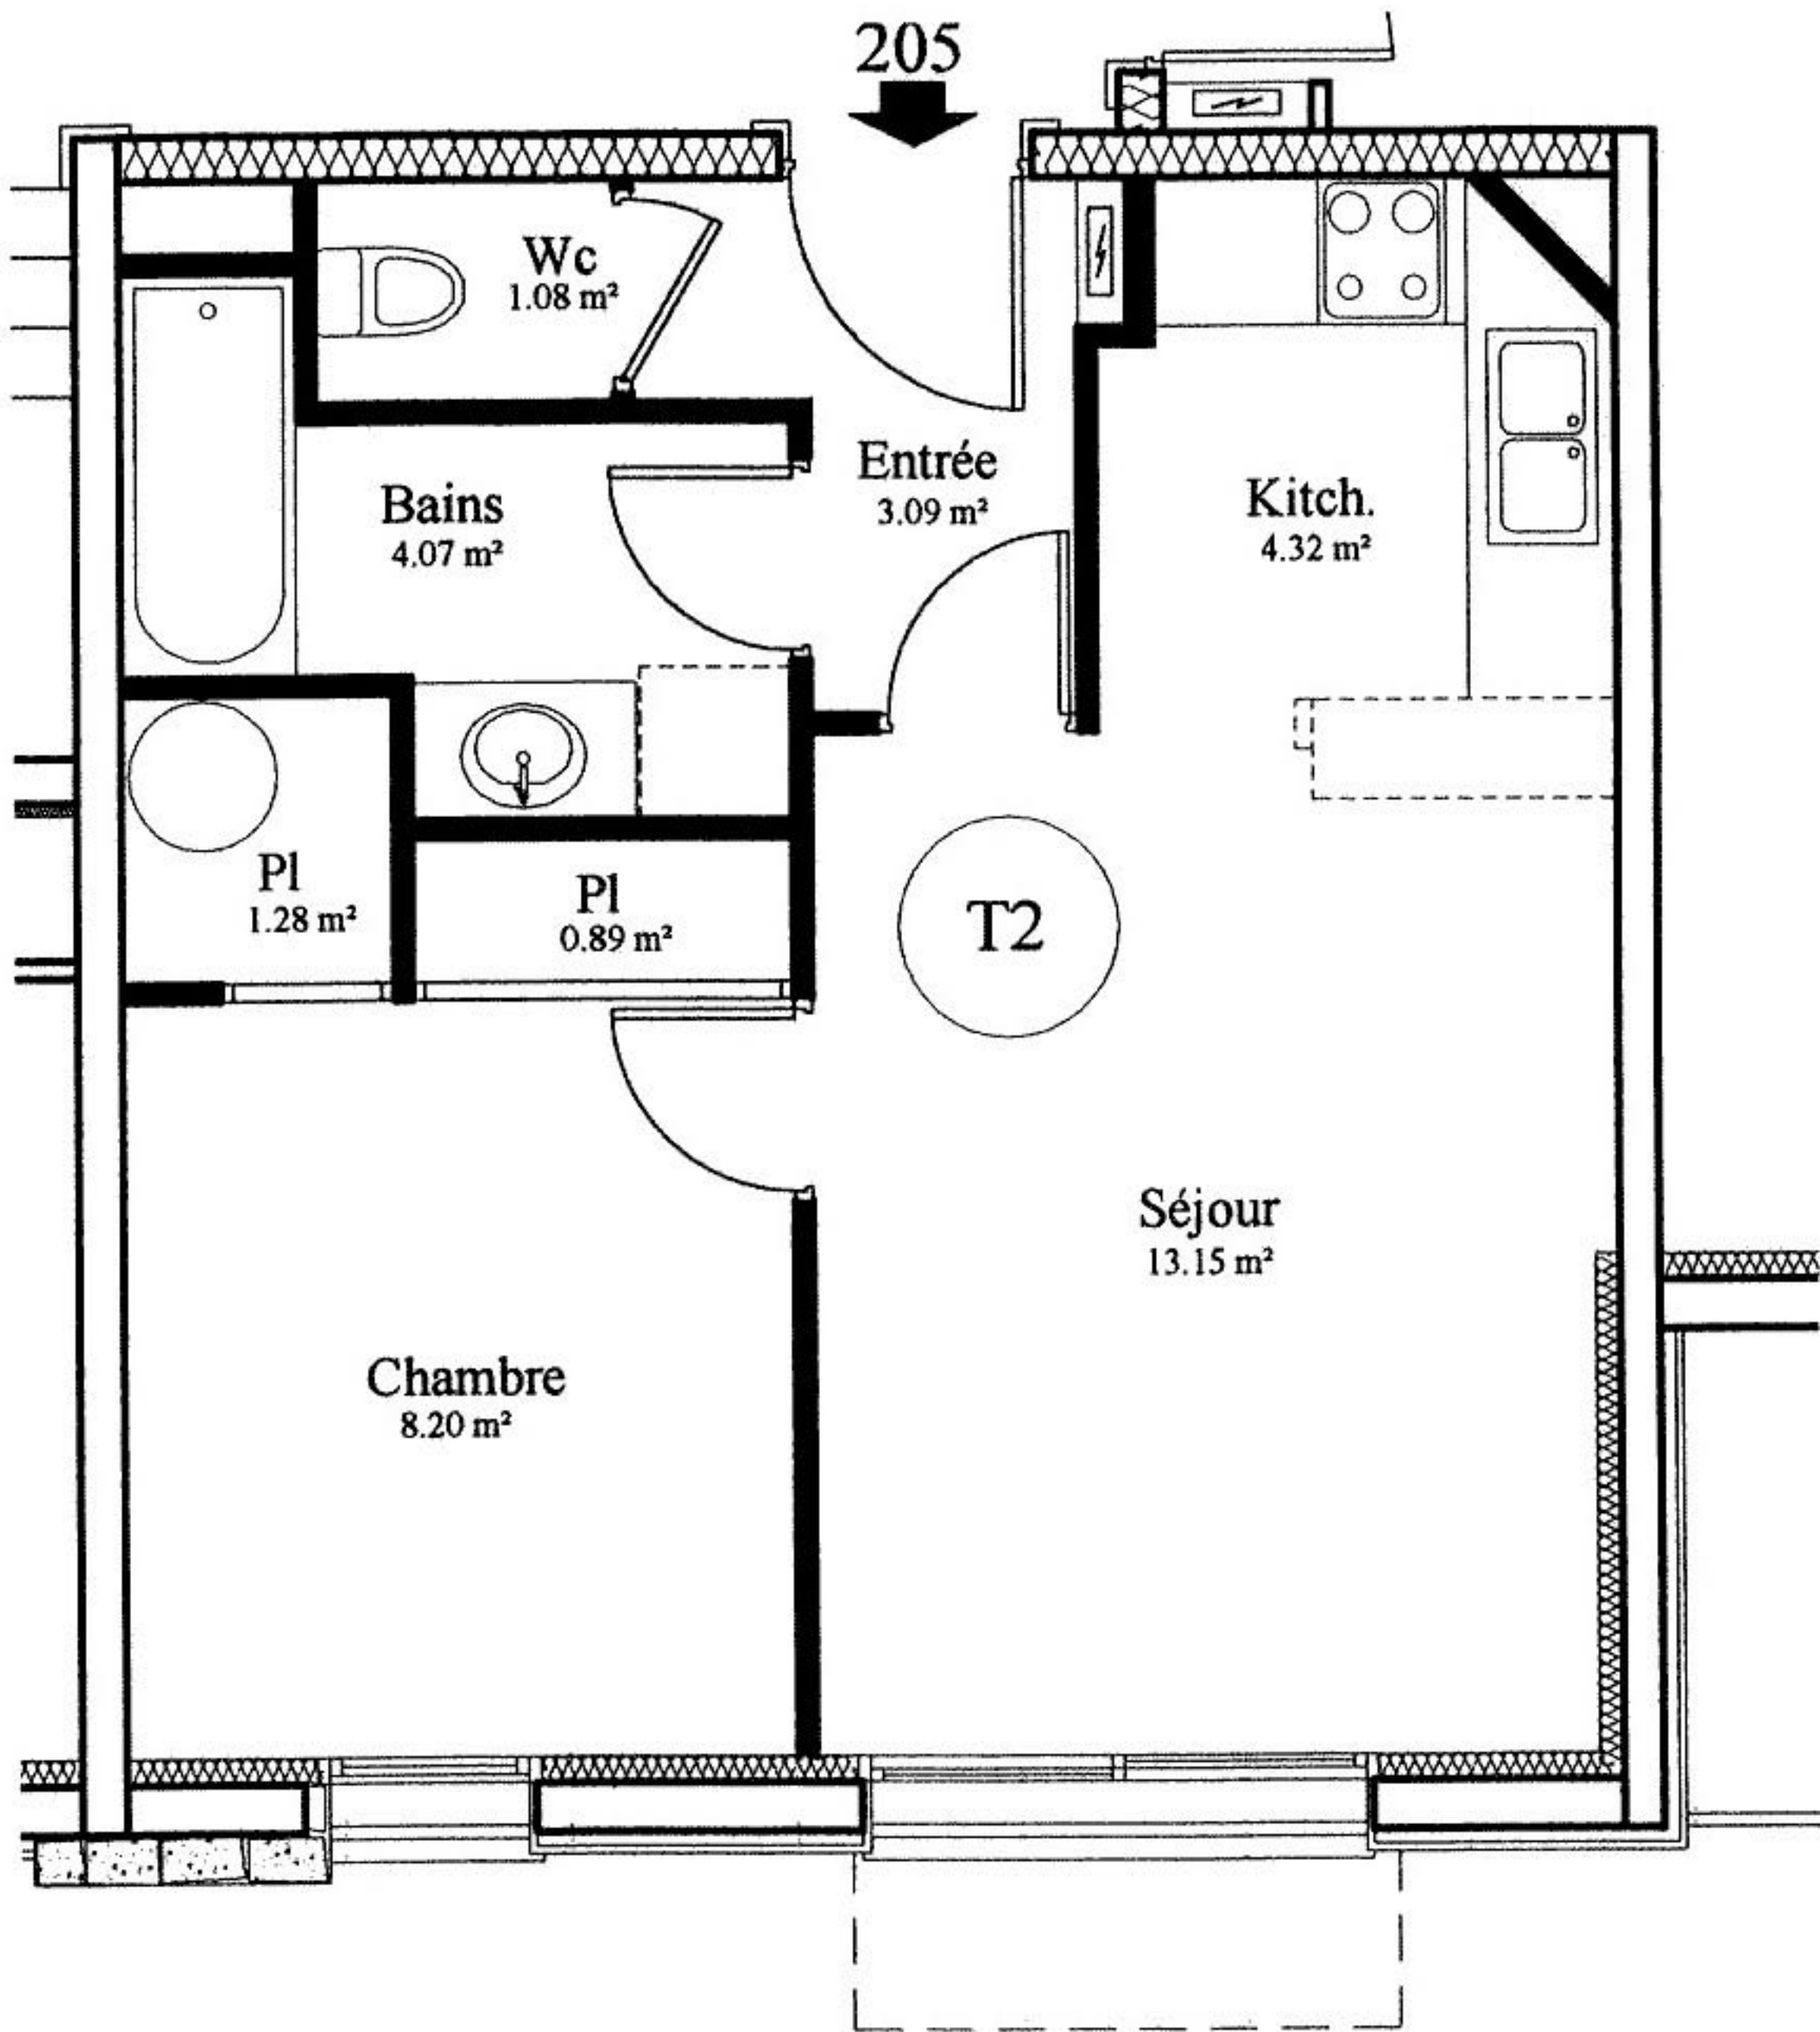 205
Wc
1.08 m²
Entrée
3.09 m²
Bains
4.07 m²
Kitch.
4.32 m²
Pl
1.28 m²
Pl
0.89 m²
T2
Séjour
13.15 m²
Chambre
8.20 m²